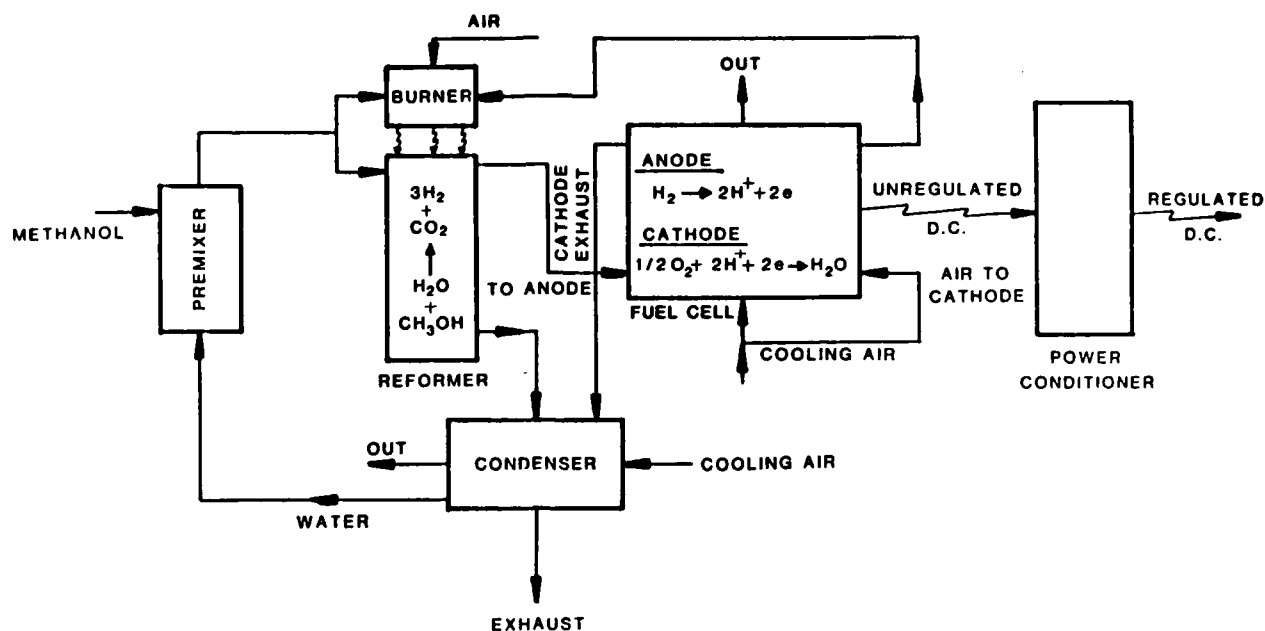 AIR
BURNER
OUT
METHANOL
PREMIXER
3H₂
+
CO₂
H₂O
+
CH₃OH
REFORMER
CATHODE EXHAUST
TO ANODE
ANODE
H₂ → 2H⁺ + 2e
CATHODE
1/2 O₂ + 2H⁺ + 2e → H₂O
FUEL CELL
UNREGULATED
D.C.
REGULATED
D.C.
AIR TO
CATHODE
COOLING AIR
POWER
CONDITIONER
OUT
CONDENSER
COOLING AIR
WATER
EXHAUST